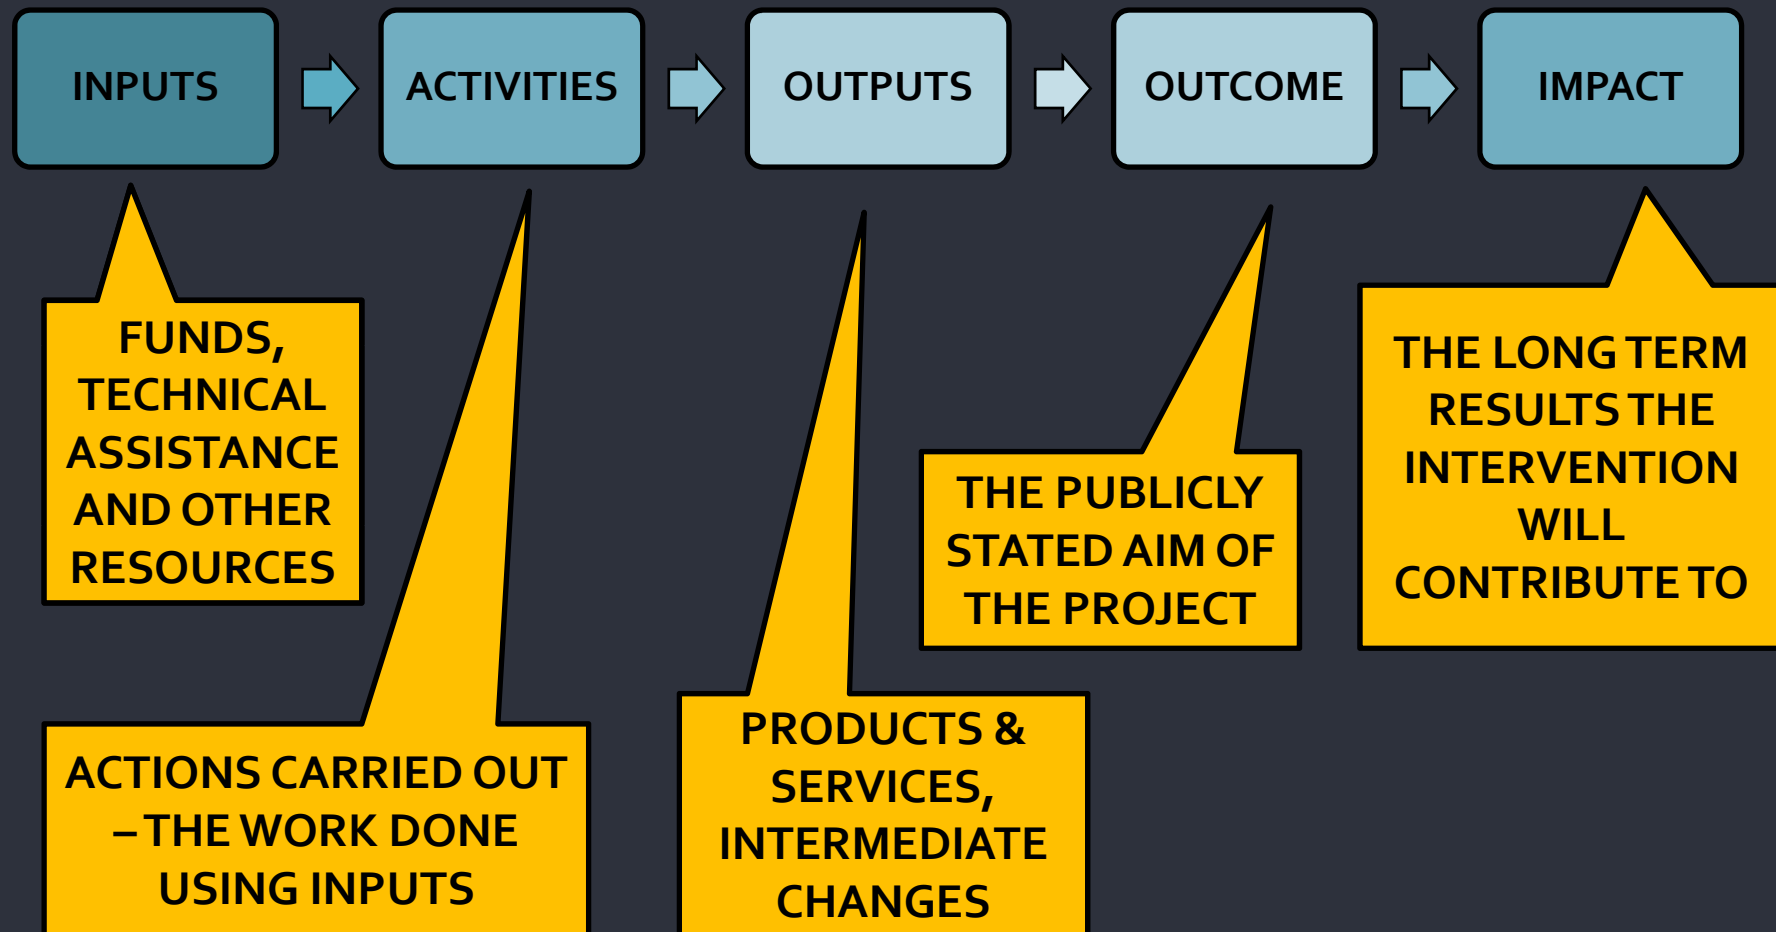 INPUTS
ACTIVITIES
OUTPUTS
OUTCOME
IMPACT
FUNDS,
TECHNICAL
ASSISTANCE
AND OTHER
RESOURCES
ACTIONS CARRIED OUT
– THE WORK DONE
USING INPUTS
PRODUCTS &
SERVICES,
INTERMEDIATE
CHANGES
THE PUBLICLY
STATED AIM OF
THE PROJECT
THE LONG TERM
RESULTS THE
INTERVENTION
WILL
CONTRIBUTE TO